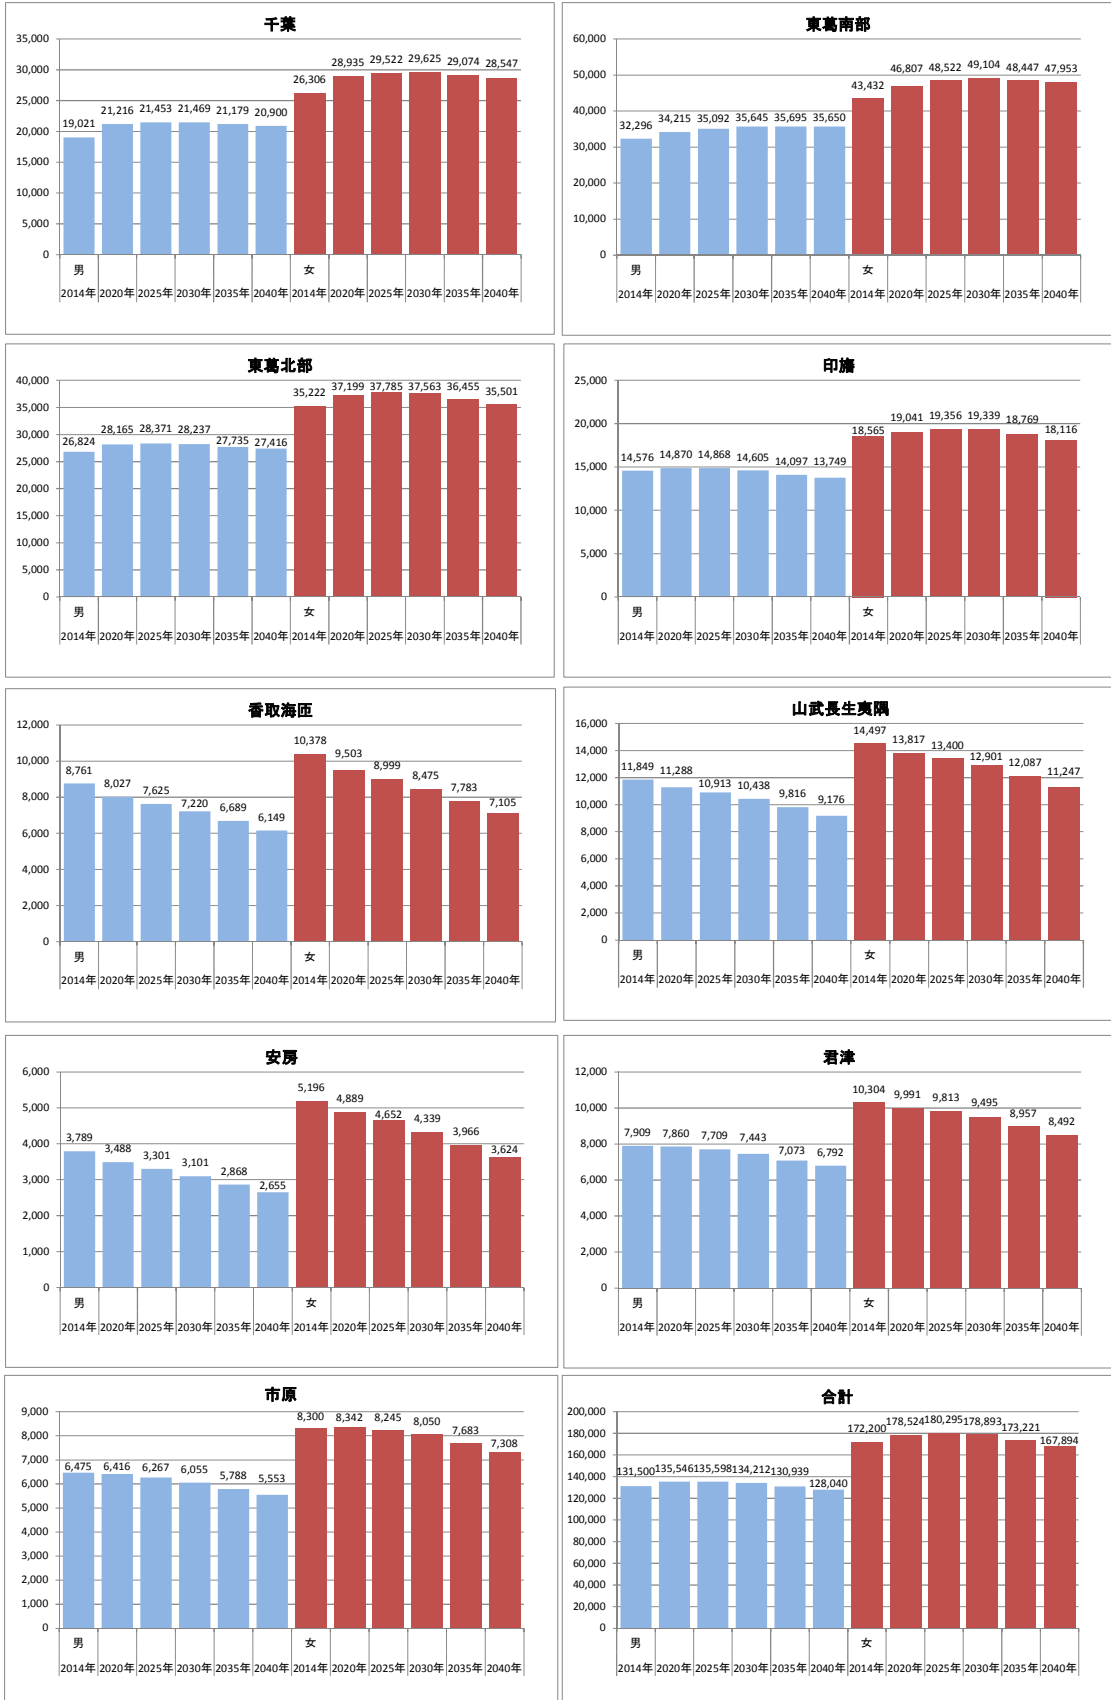 千葉
35,000
30,000
25,000
20,000
15,000
10,000
5,000
0
19,021 21,216 21,453 21,469 21,179 20,900 26,306 28,935 29,522 29,625 29,074 28,547
男 女
2014年 2020年 2025年 2030年 2035年 2040年 2014年 2020年 2025年 2030年 2035年 2040年
東葛南部
60,000
50,000
40,000
30,000
20,000
10,000
0
32,296 34,215 35,092 35,645 35,695 35,650 43,432 46,807 48,522 49,104 48,447 47,953
男 女
2014年 2020年 2025年 2030年 2035年 2040年 2014年 2020年 2025年 2030年 2035年 2040年
東葛北部
40,000
35,000
30,000
25,000
20,000
15,000
10,000
5,000
0
26,824 28,165 28,371 28,237 27,735 27,416 35,222 37,199 37,785 37,563 36,455 35,501
男 女
2014年 2020年 2025年 2030年 2035年 2040年 2014年 2020年 2025年 2030年 2035年 2040年
印旛
25,000
20,000
15,000
10,000
5,000
0
14,576 14,870 14,868 14,605 14,097 13,749 18,565 19,041 19,356 19,339 18,769 18,116
男 女
2014年 2020年 2025年 2030年 2035年 2040年 2014年 2020年 2025年 2030年 2035年 2040年
香取海匝
12,000
10,000
8,000
6,000
4,000
2,000
0
8,761 8,027 7,625 7,220 6,689 6,149 10,378 9,503 8,999 8,475 7,783 7,105
男 女
2014年 2020年 2025年 2030年 2035年 2040年 2014年 2020年 2025年 2030年 2035年 2040年
山武長生夷隅
16,000
14,000
12,000
10,000
8,000
6,000
4,000
2,000
0
11,849 11,288 10,913 10,438 9,816 9,176 14,497 13,817 13,400 12,901 12,087 11,247
男 女
2014年 2020年 2025年 2030年 2035年 2040年 2014年 2020年 2025年 2030年 2035年 2040年
安房
6,000
5,000
4,000
3,000
2,000
1,000
0
3,789 3,488 3,301 3,101 2,868 2,655 5,196 4,889 4,652 4,339 3,966 3,624
男 女
2014年 2020年 2025年 2030年 2035年 2040年 2014年 2020年 2025年 2030年 2035年 2040年
君津
12,000
10,000
8,000
6,000
4,000
2,000
0
7,909 7,860 7,709 7,443 7,073 6,792 10,304 9,991 9,813 9,495 8,957 8,492
男 女
2014年 2020年 2025年 2030年 2035年 2040年 2014年 2020年 2025年 2030年 2035年 2040年
市原
9,000
8,000
7,000
6,000
5,000
4,000
3,000
2,000
1,000
0
6,475 6,416 6,267 6,055 5,788 5,553 8,300 8,342 8,245 8,050 7,683 7,308
男 女
2014年 2020年 2025年 2030年 2035年 2040年 2014年 2020年 2025年 2030年 2035年 2040年
合計
200,000
180,000
160,000
140,000
120,000
100,000
80,000
60,000
40,000
20,000
0
131,500 135,546 135,598 134,212 130,939 128,040 172,200 178,524 180,295 178,893 173,221 167,894
男 女
2014年 2020年 2025年 2030年 2035年 2040年 2014年 2020年 2025年 2030年 2035年 2040年